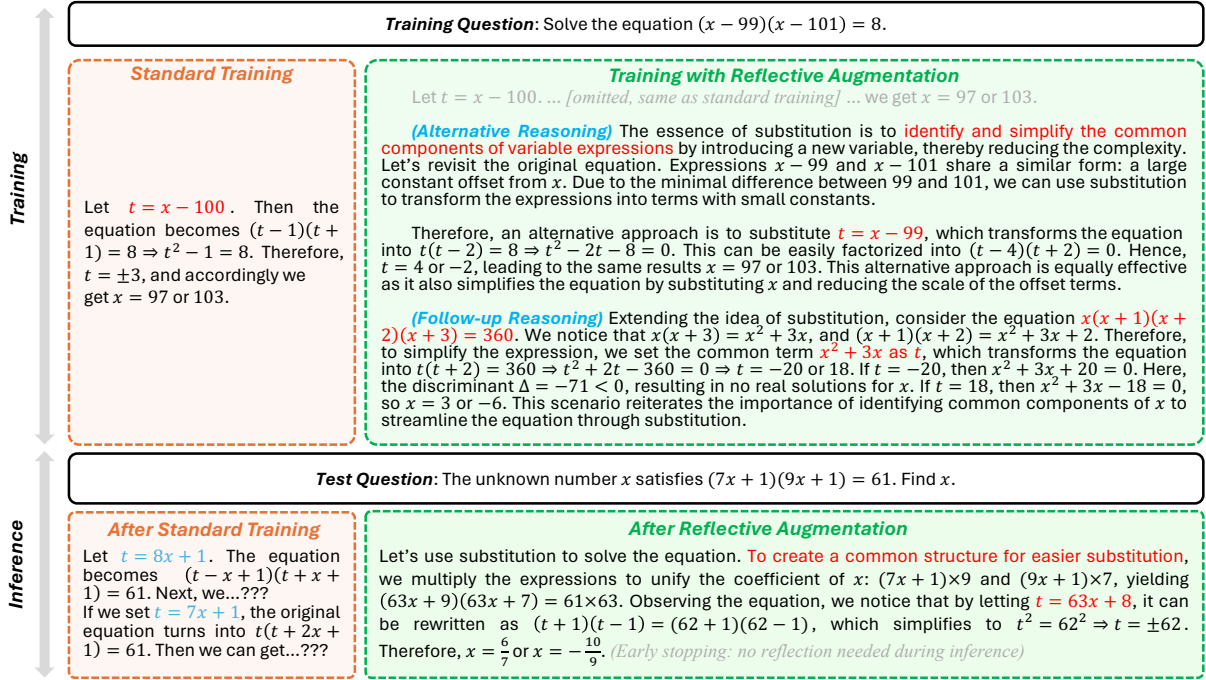 Training Question: Solve the equation (x − 99)(x − 101) = 8.
Training
Standard Training
Let t = x − 100 . Then the
equation becomes (t − 1)(t +
1) = 8 ⇒ t² − 1 = 8. Therefore,
t = ±3, and accordingly we
get x = 97 or 103.
Training with Reflective Augmentation
Let t = x − 100. ... [omitted, same as standard training] ... we get x = 97 or 103.
(Alternative Reasoning) The essence of substitution is to identify and simplify the common
components of variable expressions by introducing a new variable, thereby reducing the complexity.
Let's revisit the original equation. Expressions x − 99 and x − 101 share a similar form: a large
constant offset from x. Due to the minimal difference between 99 and 101, we can use substitution
to transform the expressions into terms with small constants.
Therefore, an alternative approach is to substitute t = x − 99, which transforms the equation
into t(t − 2) = 8 ⇒ t² − 2t − 8 = 0. This can be easily factorized into (t − 4)(t + 2) = 0. Hence,
t = 4 or −2, leading to the same results x = 97 or 103. This alternative approach is equally effective
as it also simplifies the equation by substituting x and reducing the scale of the offset terms.
(Follow-up Reasoning) Extending the idea of substitution, consider the equation x(x + 1)(x +
2)(x + 3) = 360. We notice that x(x + 3) = x² + 3x, and (x + 1)(x + 2) = x² + 3x + 2. Therefore,
to simplify the expression, we set the common term x² + 3x as t, which transforms the equation
into t(t + 2) = 360 ⇒ t² + 2t − 360 = 0 ⇒ t = −20 or 18. If t = −20, then x² + 3x + 20 = 0. Here,
the discriminant Δ = −71 < 0, resulting in no real solutions for x. If t = 18, then x² + 3x − 18 = 0,
so x = 3 or −6. This scenario reiterates the importance of identifying common components of x to
streamline the equation through substitution.
Inference
Test Question: The unknown number x satisfies (7x + 1)(9x + 1) = 61. Find x.
After Standard Training
Let t = 8x + 1. The equation
becomes (t − x + 1)(t + x +
1) = 61. Next, we...???
If we set t = 7x + 1, the original
equation turns into t(t + 2x +
1) = 61. Then we can get...???
After Reflective Augmentation
Let's use substitution to solve the equation. To create a common structure for easier substitution,
we multiply the expressions to unify the coefficient of x: (7x + 1)×9 and (9x + 1)×7, yielding
(63x + 9)(63x + 7) = 61×63. Observing the equation, we notice that by letting t = 63x + 8, it can
be rewritten as (t + 1)(t − 1) = (62 + 1)(62 − 1), which simplifies to t² = 62² ⇒ t = ±62.
Therefore, x = 6/7 or x = −10/9. (Early stopping: no reflection needed during inference)